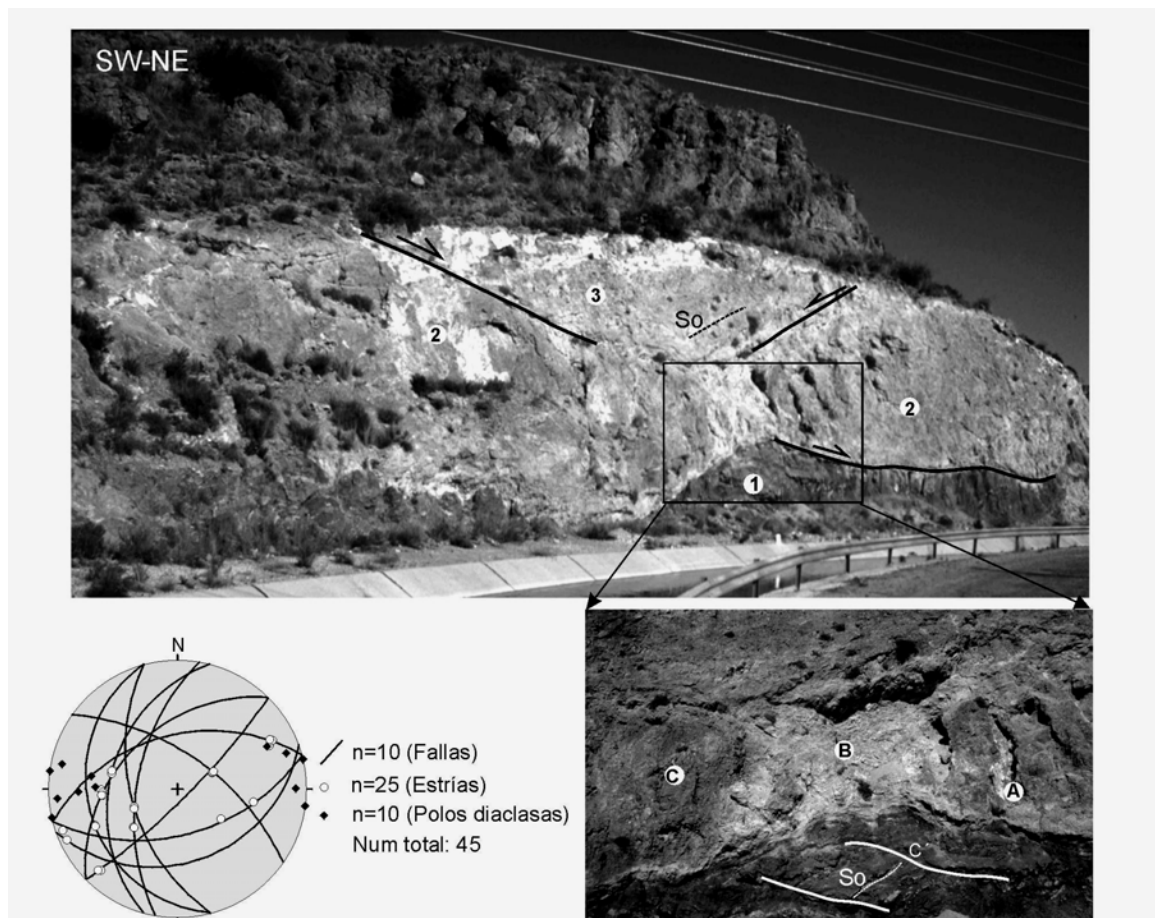 SW-NE
3
So
2
2
1
N
n=10 (Fallas)
n=25 (Estrías)
n=10 (Polos diaclasas)
Num total: 45
B
C
A
C´
So